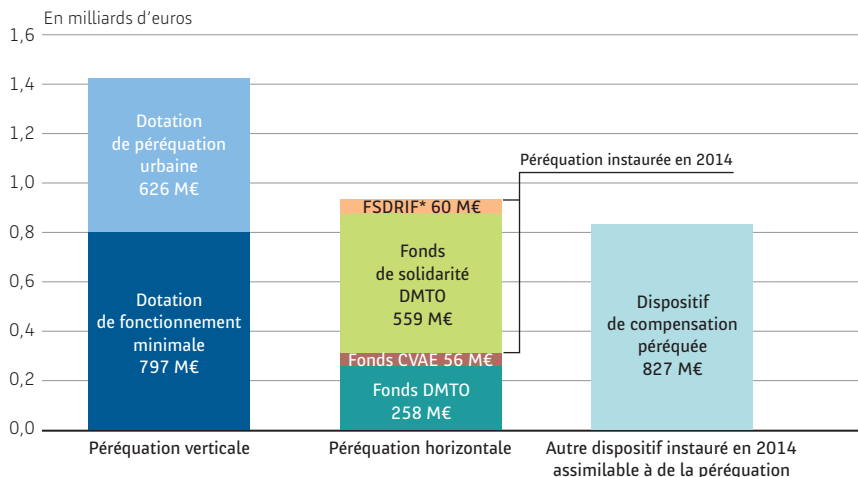 En milliards d'euros
1,6
1,4
1,2
1,0
0,8
0,6
0,4
0,2
0,0
Dotation
de péréquation
urbaine
626 M€
Dotation
de fonctionnement
minimale
797 M€
Péréquation instaurée en 2014
FSDRIF* 60 M€
Fonds
de solidarité
DMTO
559 M€
Fonds CVAE 56 M€
Fonds DMTO
258 M€
Dispositif
de compensation
péréquée
827 M€
Péréquation verticale
Péréquation horizontale
Autre dispositif instauré en 2014
assimilable à de la péréquation